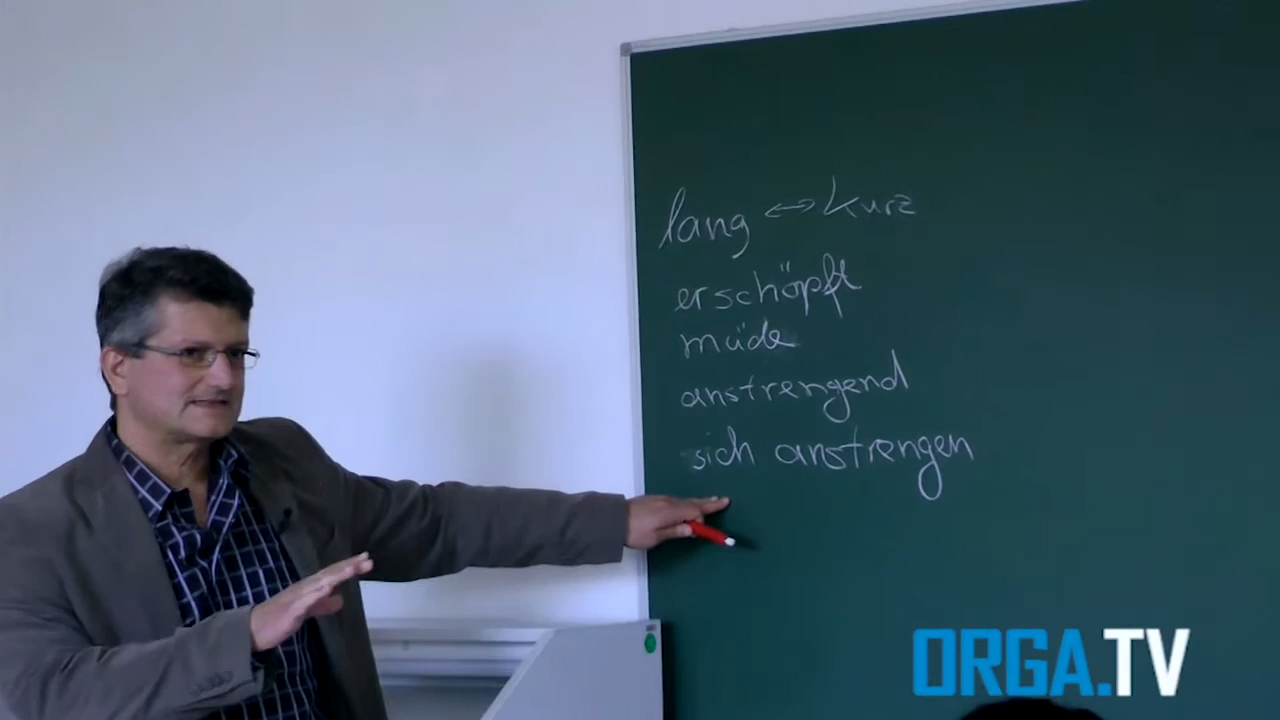 lang ↔ kurz
erschöpft
müde
anstrengend
sich anstrengen
ORGA.TV